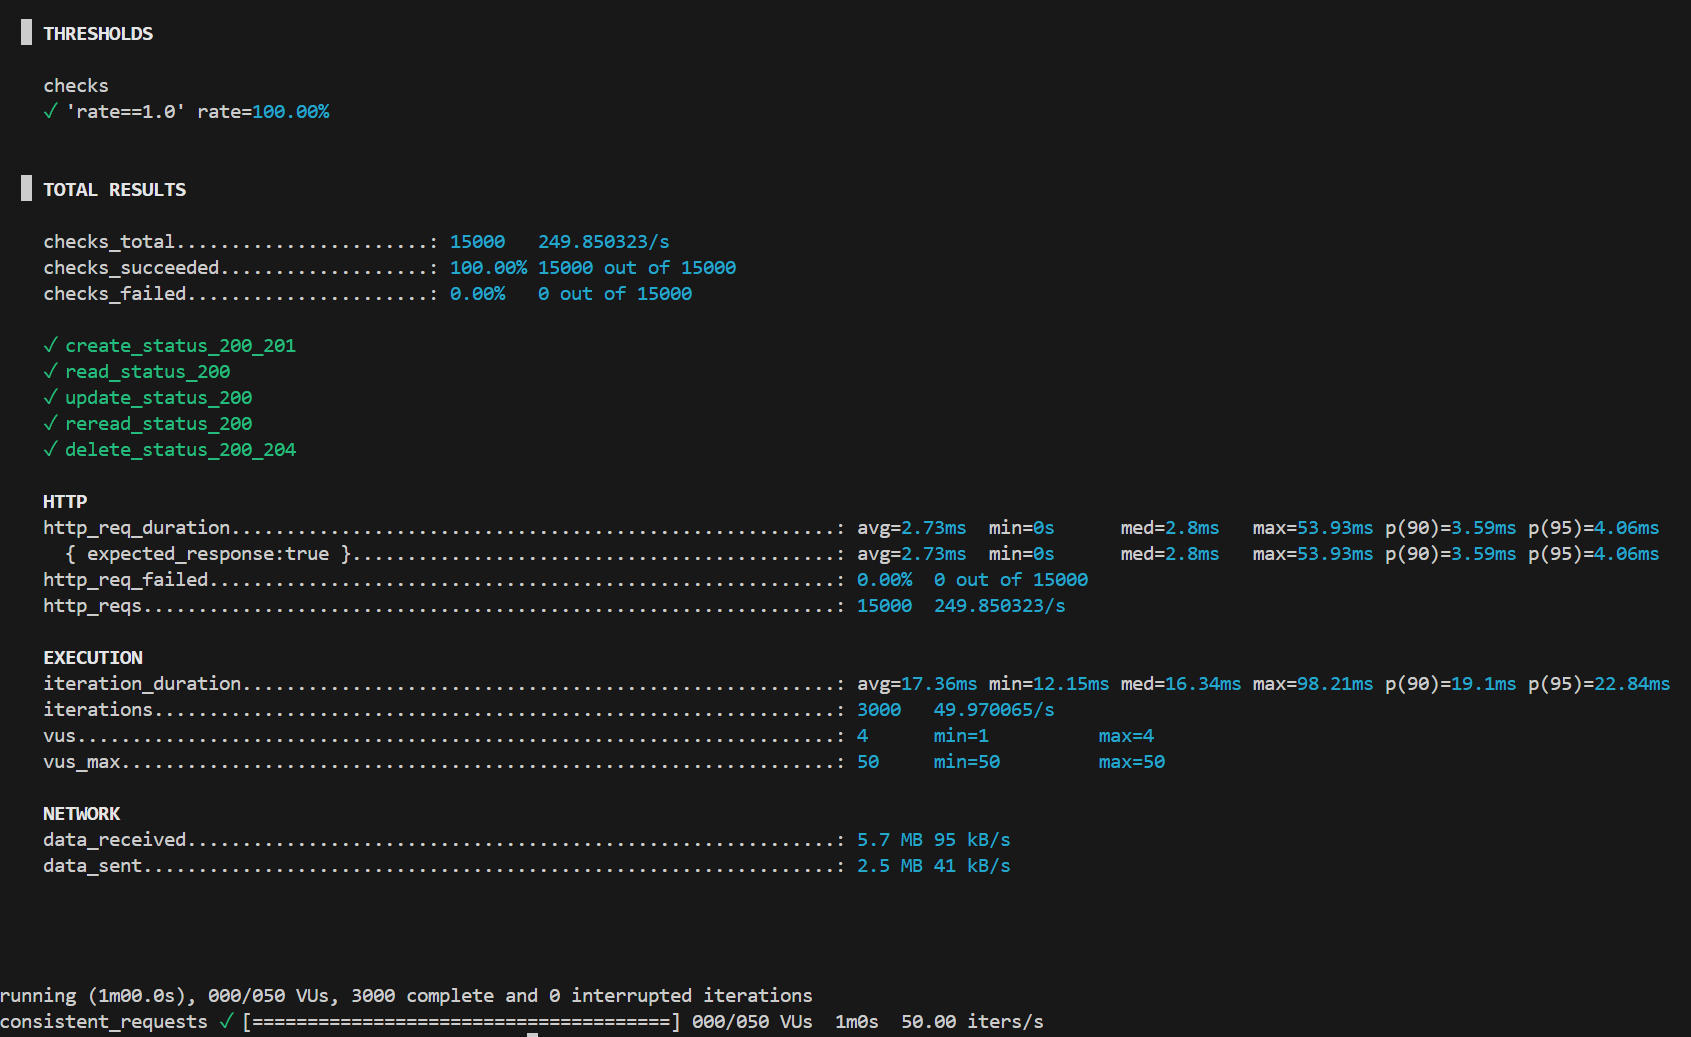 THRESHOLDS
checks
✓ 'rate==1.0' rate=100.00%
TOTAL RESULTS
checks_total.......................: 15000   249.850323/s
checks_succeeded...................: 100.00% 15000 out of 15000
checks_failed......................: 0.00%   0 out of 15000
✓ create_status_200_201
✓ read_status_200
✓ update_status_200
✓ reread_status_200
✓ delete_status_200_204
HTTP
http_req_duration.......................................................: avg=2.73ms  min=0s      med=2.8ms   max=53.93ms p(90)=3.59ms p(95)=4.06ms
{ expected_response:true }............................................: avg=2.73ms  min=0s      med=2.8ms   max=53.93ms p(90)=3.59ms p(95)=4.06ms
http_req_failed.........................................................: 0.00%  0 out of 15000
http_reqs...............................................................: 15000  249.850323/s
EXECUTION
iteration_duration......................................................: avg=17.36ms min=12.15ms med=16.34ms max=98.21ms p(90)=19.1ms p(95)=22.84ms
iterations..............................................................: 3000   49.970065/s
vus.....................................................................: 4      min=1          max=4
vus_max.................................................................: 50     min=50         max=50
NETWORK
data_received...........................................................: 5.7 MB 95 kB/s
data_sent...............................................................: 2.5 MB 41 kB/s
running (1m00.0s), 000/050 VUs, 3000 complete and 0 interrupted iterations
consistent_requests ✓ [======================================] 000/050 VUs  1m0s  50.00 iters/s